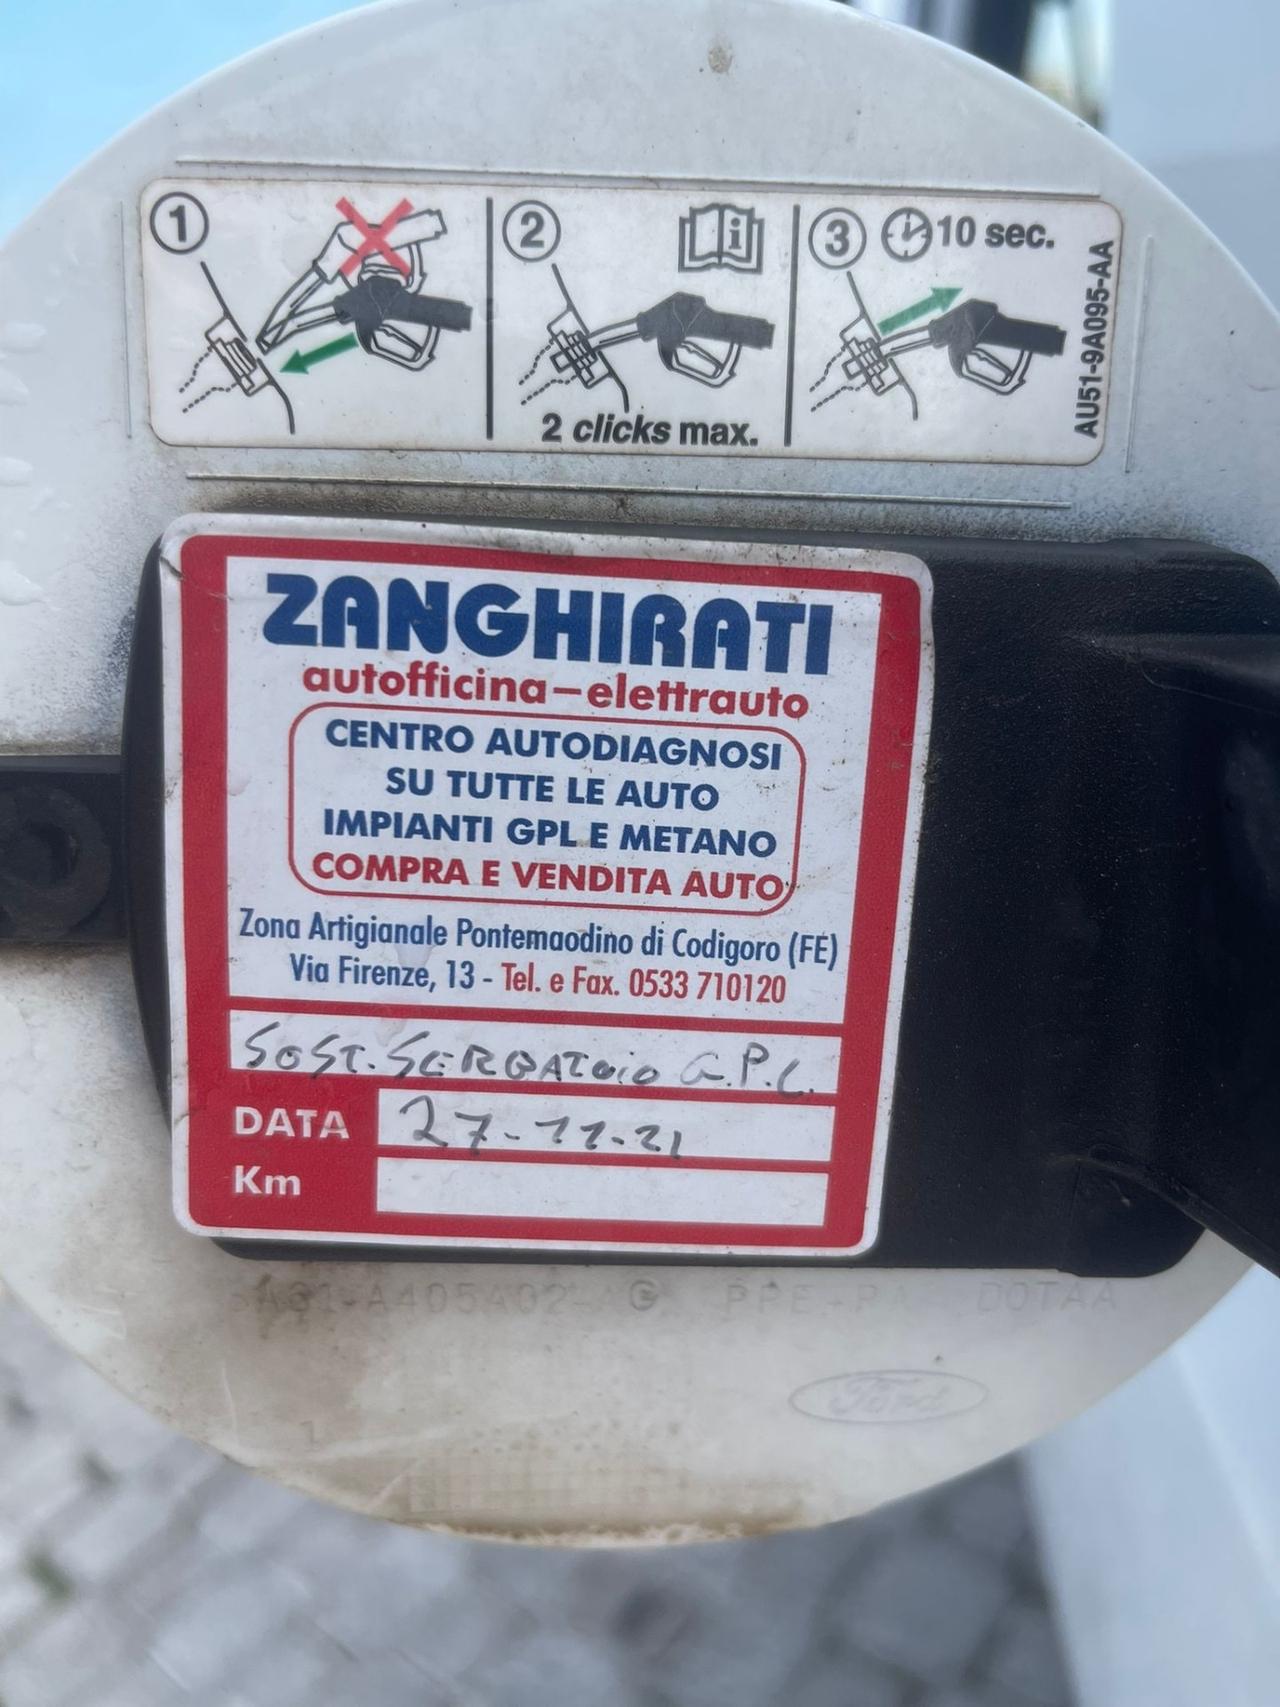 1
2
3 10 sec.
2 clicks max.
AU51-9A095-AA
ZANGHIRATI
autofficina-elettrauto
CENTRO AUTODIAGNOSI
SU TUTTE LE AUTO
IMPIANTI GPL E METANO
COMPRA E VENDITA AUTO
Zona Artigianale Pontemaodino di Codigoro (FE)
Via Firenze, 13 - Tel. e Fax. 0533 710120
SOST. SERBATOIO G.P.L.
DATA 27-11-21
Km
Ford